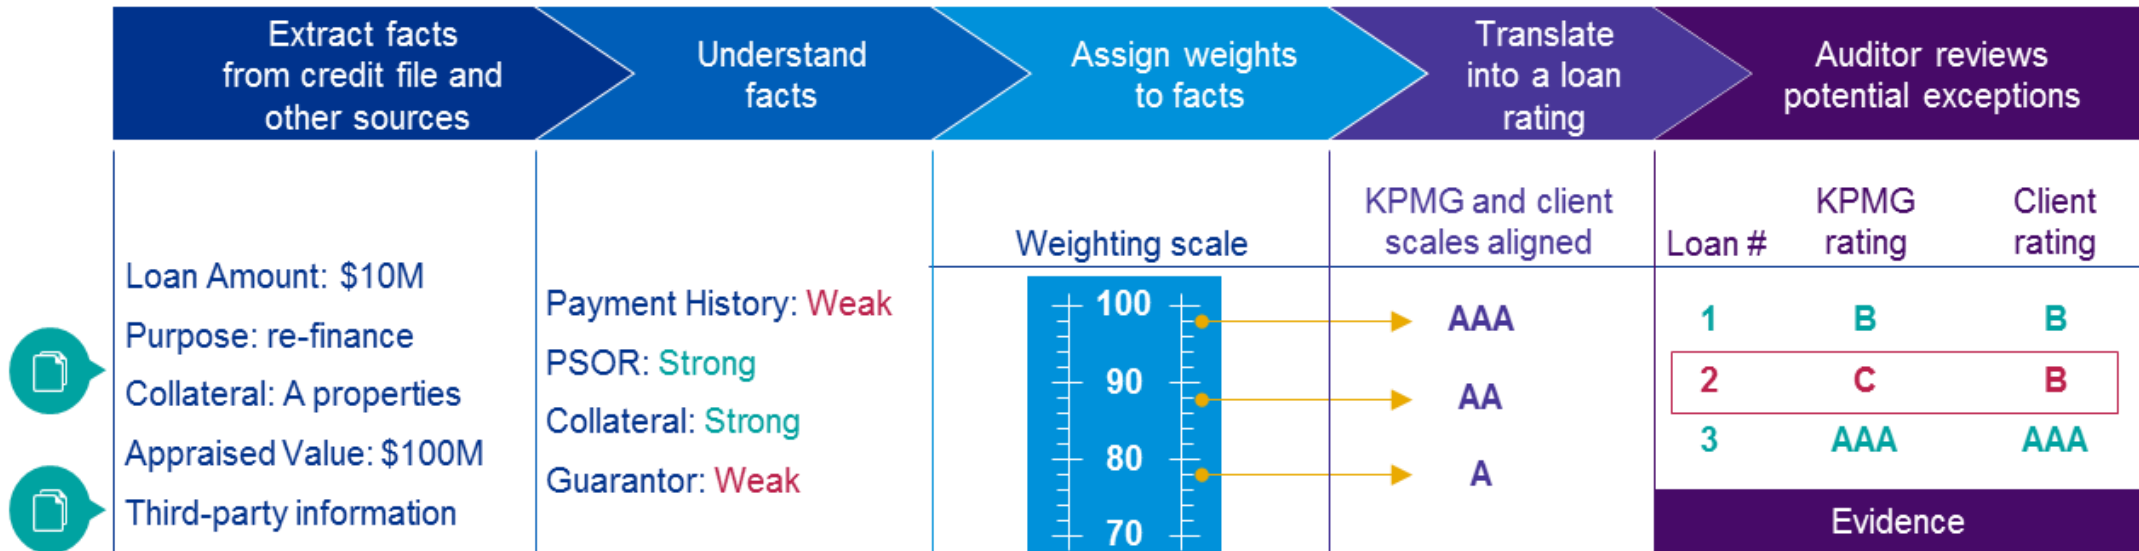 Extract facts
from credit file and
other sources
Understand
facts
Assign weights
to facts
Translate
into a loan
rating
Auditor reviews
potential exceptions
Loan Amount: $10M
Purpose: re-finance
Collateral: A properties
Appraised Value: $100M
Third-party information
Payment History: Weak
PSOR: Strong
Collateral: Strong
Guarantor: Weak
Weighting scale
100
90
80
70
KPMG and client
scales aligned
AAA
AA
A
Loan # KPMG rating Client rating
1 B B
2 C B
3 AAA AAA
Evidence